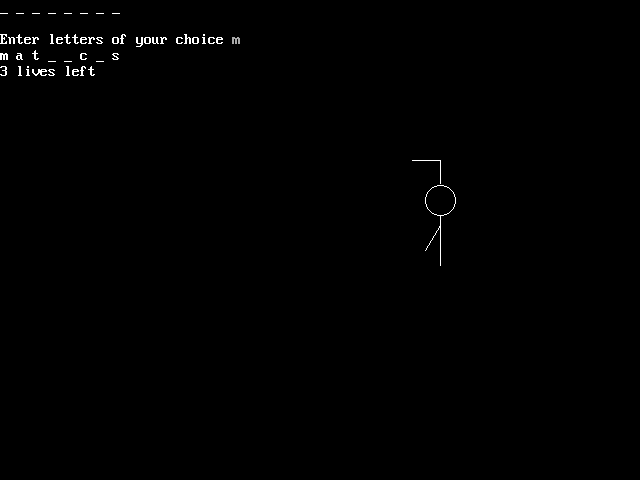 _ _ _ _ _ _ _ _
Enter letters of your choice m
m a t _ _ c _ s
3 lives left